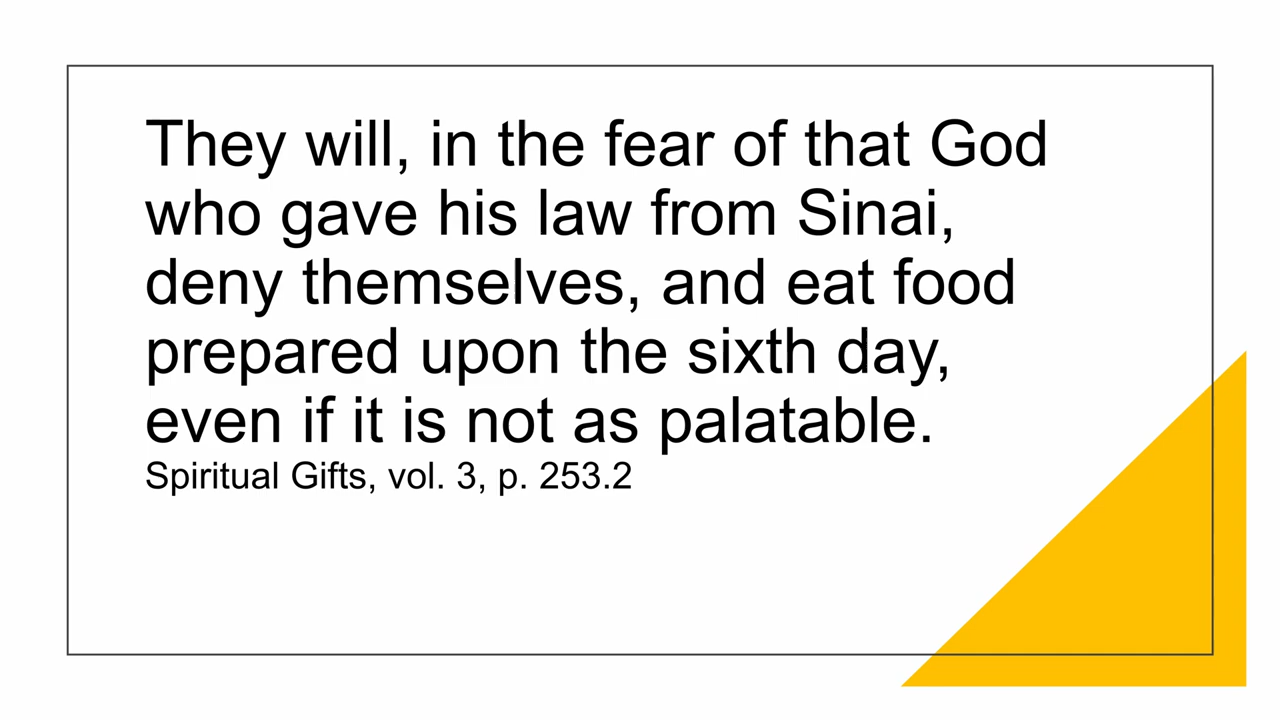 They will, in the fear of that God
who gave his law from Sinai,
deny themselves, and eat food
prepared upon the sixth day,
even if it is not as palatable.
Spiritual Gifts, vol. 3, p. 253.2